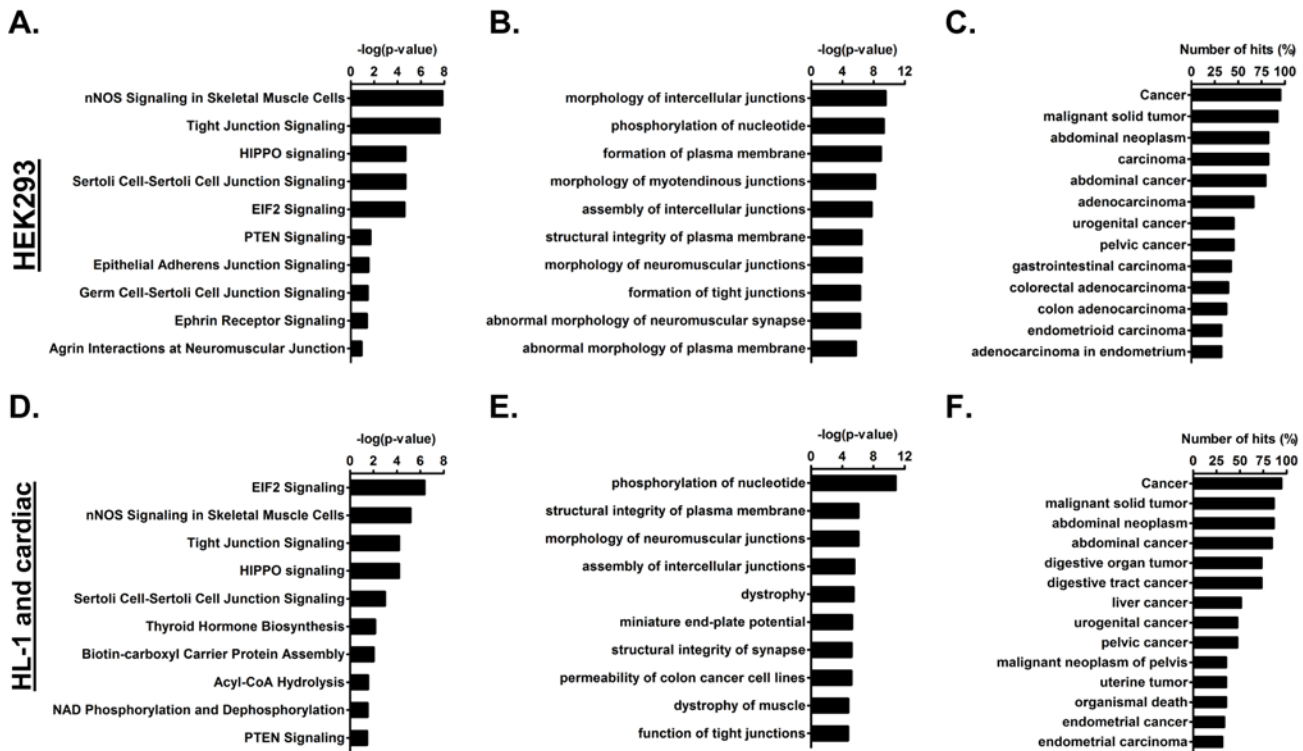 A.
B.
C.
-log(p-value)
0 2 4 6 8
nNOS Signaling in Skeletal Muscle Cells
Tight Junction Signaling
HIPPO signaling
Sertoli Cell-Sertoli Cell Junction Signaling
EIF2 Signaling
PTEN Signaling
Epithelial Adherens Junction Signaling
Germ Cell-Sertoli Cell Junction Signaling
Ephrin Receptor Signaling
Agrin Interactions at Neuromuscular Junction
HEK293
-log(p-value)
0 4 8 12
morphology of intercellular junctions
phosphorylation of nucleotide
formation of plasma membrane
morphology of myotendinous junctions
assembly of intercellular junctions
structural integrity of plasma membrane
morphology of neuromuscular junctions
formation of tight junctions
abnormal morphology of neuromuscular synapse
abnormal morphology of plasma membrane
Number of hits (%)
0 25 50 75 100
Cancer
malignant solid tumor
abdominal neoplasm
carcinoma
abdominal cancer
adenocarcinoma
urogenital cancer
pelvic cancer
gastrointestinal carcinoma
colorectal adenocarcinoma
colon adenocarcinoma
endometrioid carcinoma
adenocarcinoma in endometrium
D.
E.
F.
-log(p-value)
0 2 4 6 8
EIF2 Signaling
nNOS Signaling in Skeletal Muscle Cells
Tight Junction Signaling
HIPPO signaling
Sertoli Cell-Sertoli Cell Junction Signaling
Thyroid Hormone Biosynthesis
Biotin-carboxyl Carrier Protein Assembly
Acyl-CoA Hydrolysis
NAD Phosphorylation and Dephosphorylation
PTEN Signaling
HL-1 and cardiac
-log(p-value)
0 4 8 12
phosphorylation of nucleotide
structural integrity of plasma membrane
morphology of neuromuscular junctions
assembly of intercellular junctions
dystrophy
miniature end-plate potential
structural integrity of synapse
permeability of colon cancer cell lines
dystrophy of muscle
function of tight junctions
Number of hits (%)
0 25 50 75 100
Cancer
malignant solid tumor
abdominal neoplasm
abdominal cancer
digestive organ tumor
digestive tract cancer
liver cancer
urogenital cancer
pelvic cancer
malignant neoplasm of pelvis
uterine tumor
organismal death
endometrial cancer
endometrial carcinoma